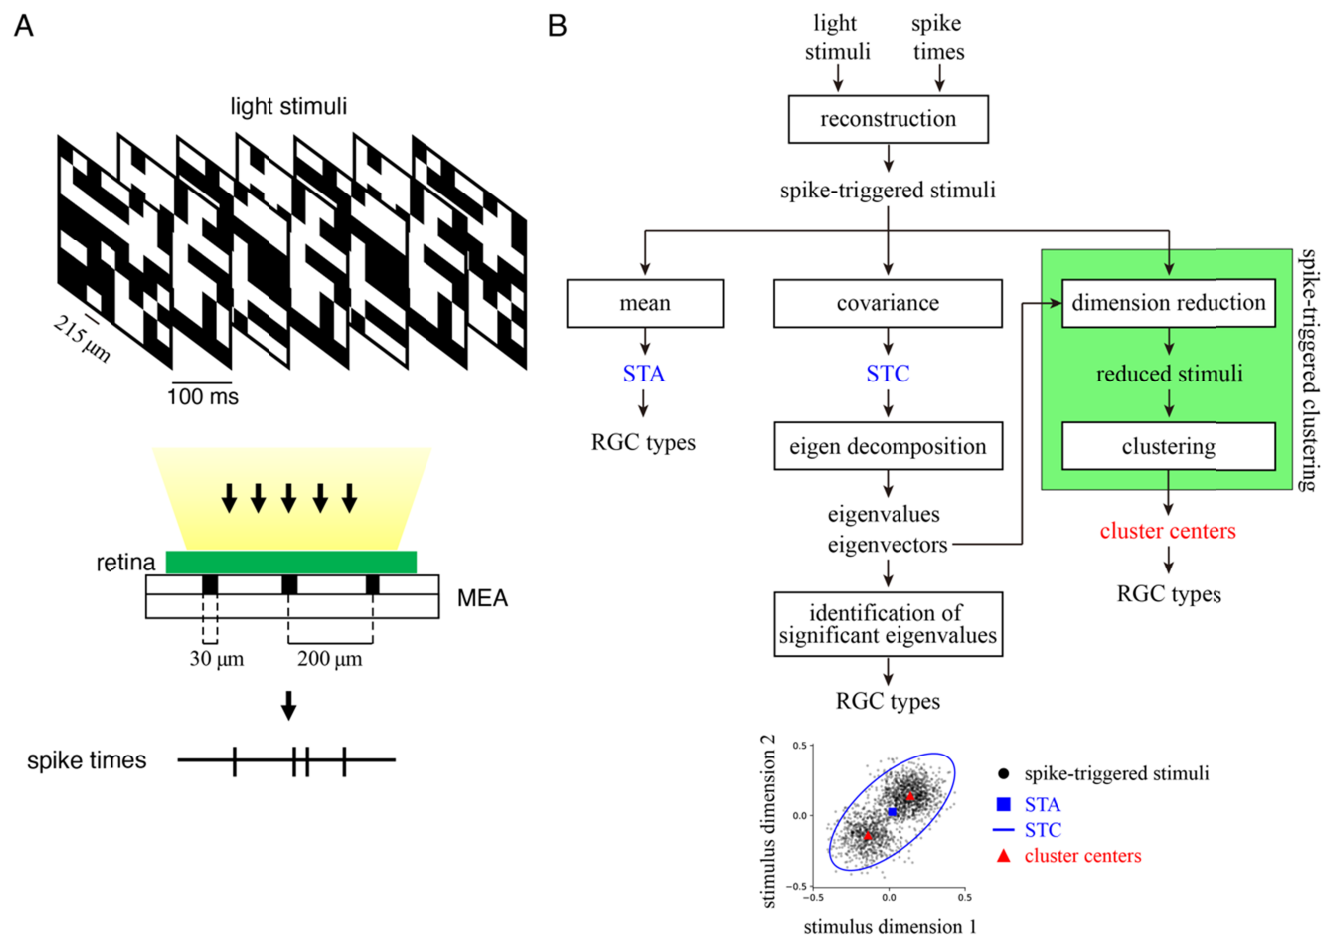 A
light stimuli
215 μm
100 ms
retina
MEA
30 μm
200 μm
spike times
B
light
stimuli
spike
times
reconstruction
spike-triggered stimuli
mean
covariance
dimension reduction
STA
STC
reduced stimuli
RGC types
eigen decomposition
clustering
spike-triggered clustering
eigenvalues
eigenvectors
cluster centers
RGC types
identification of
significant eigenvalues
RGC types
stimulus dimension 2
0.5
0.0
−0.5
−0.5
0.0
0.5
stimulus dimension 1
spike-triggered stimuli
STA
STC
cluster centers